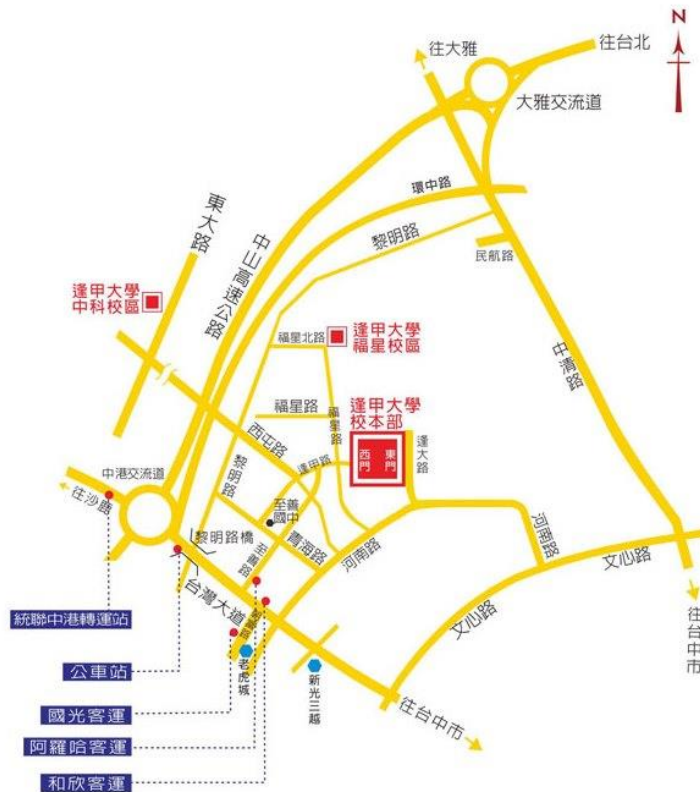 N
往大雅
往台北
大雅交流道
環中路
東大路
中山高速公路
黎明路
民航路
逢甲大學
中科校區
福星北路
逢甲大學
福星校區
中清路
福星路
福星路
逢甲大學
校本部
西屯路
西門
東門
逢大路
逢甲路
中港交流道
黎明路
往沙鹿
至善
國中
黎明路橋
青海路
河南路
河南路
至善路
文心路
文心路
台灣大道
統聯中港轉運站
往台中市
老虎城
新光三越
公車站
國光客運
往台中市
阿羅哈客運
和欣客運